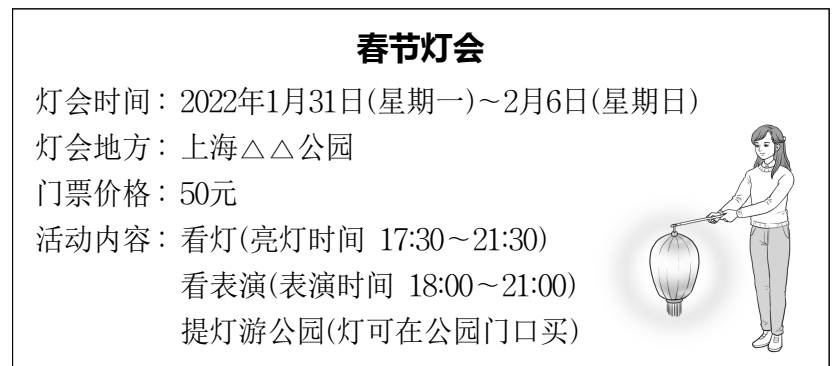 春节灯会
灯会时间：2022年1月31日(星期一)～2月6日(星期日)
灯会地方：上海△△公园
门票价格：50元
活动内容：看灯(亮灯时间 17:30～21:30)
看表演(表演时间 18:00～21:00)
提灯游公园(灯可在公园门口买)